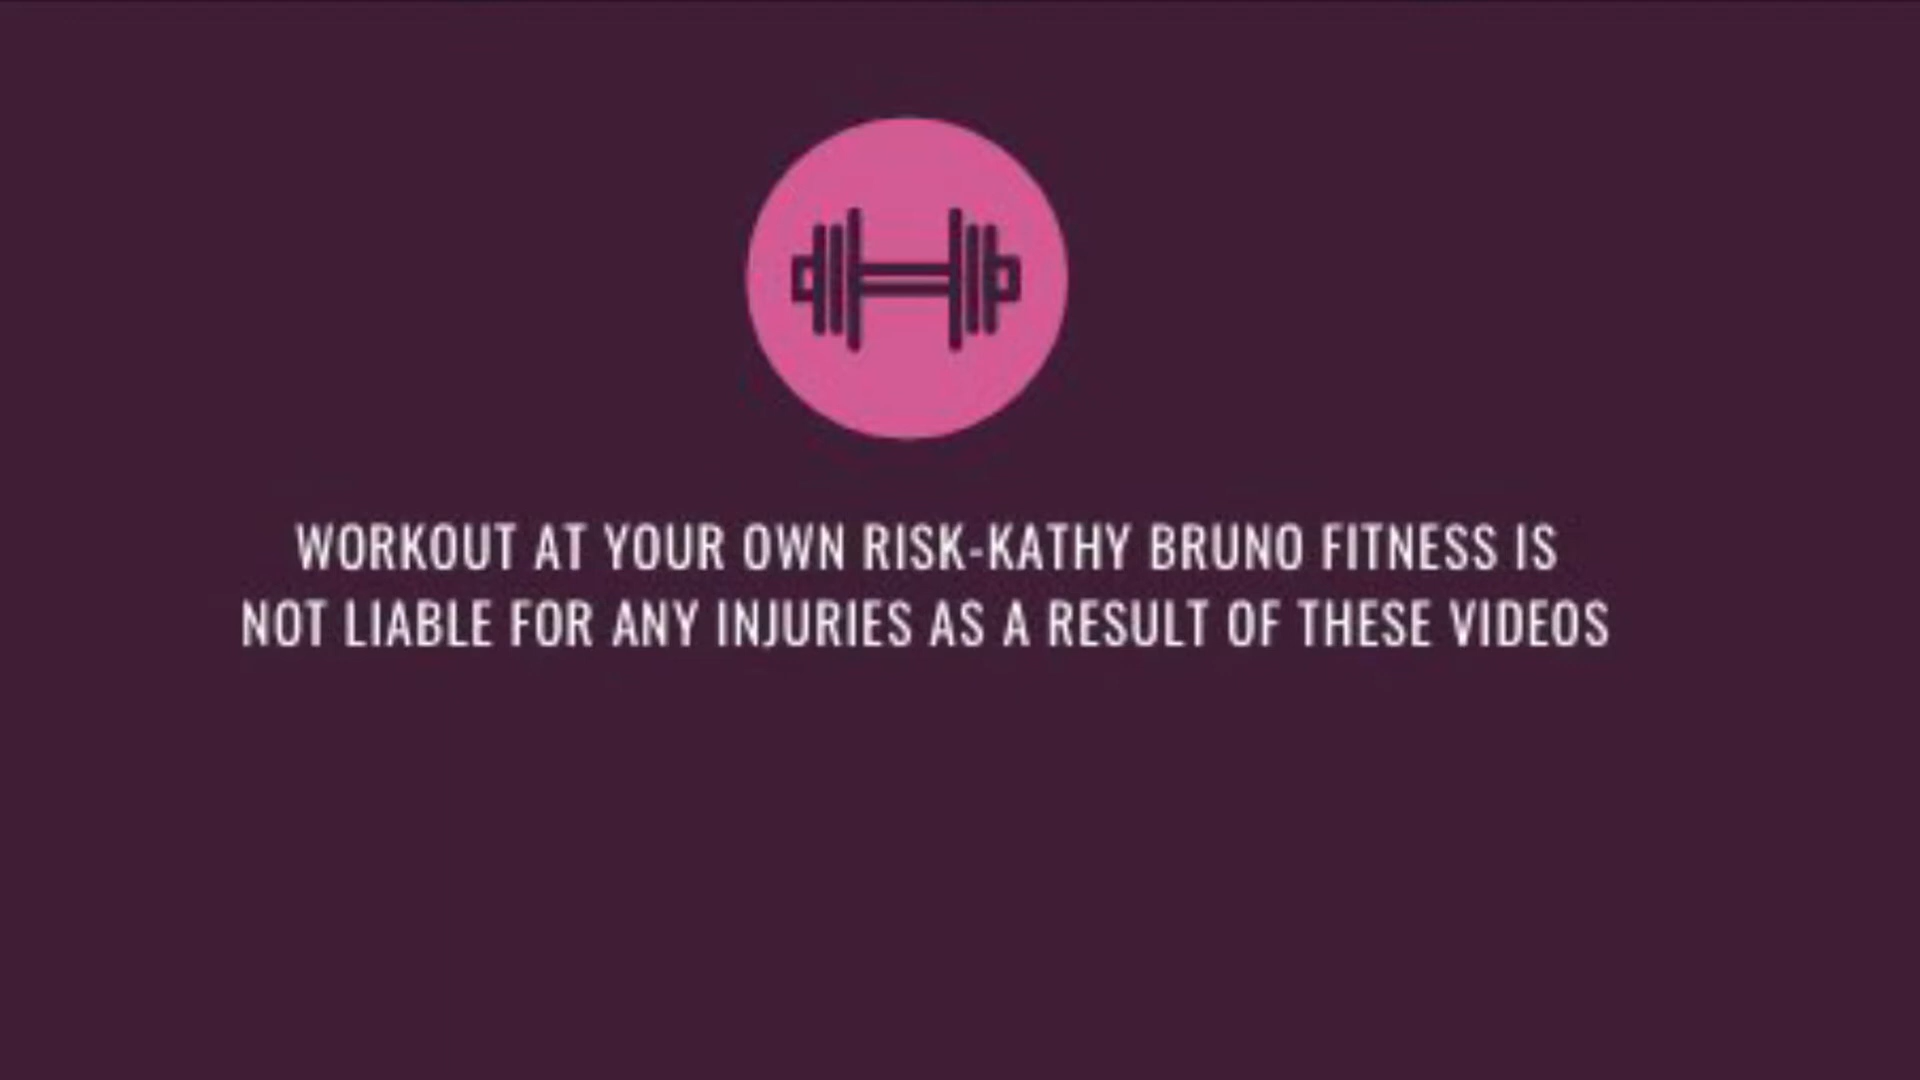 WORKOUT AT YOUR OWN RISK-KATHY BRUNO FITNESS IS
NOT LIABLE FOR ANY INJURIES AS A RESULT OF THESE VIDEOS